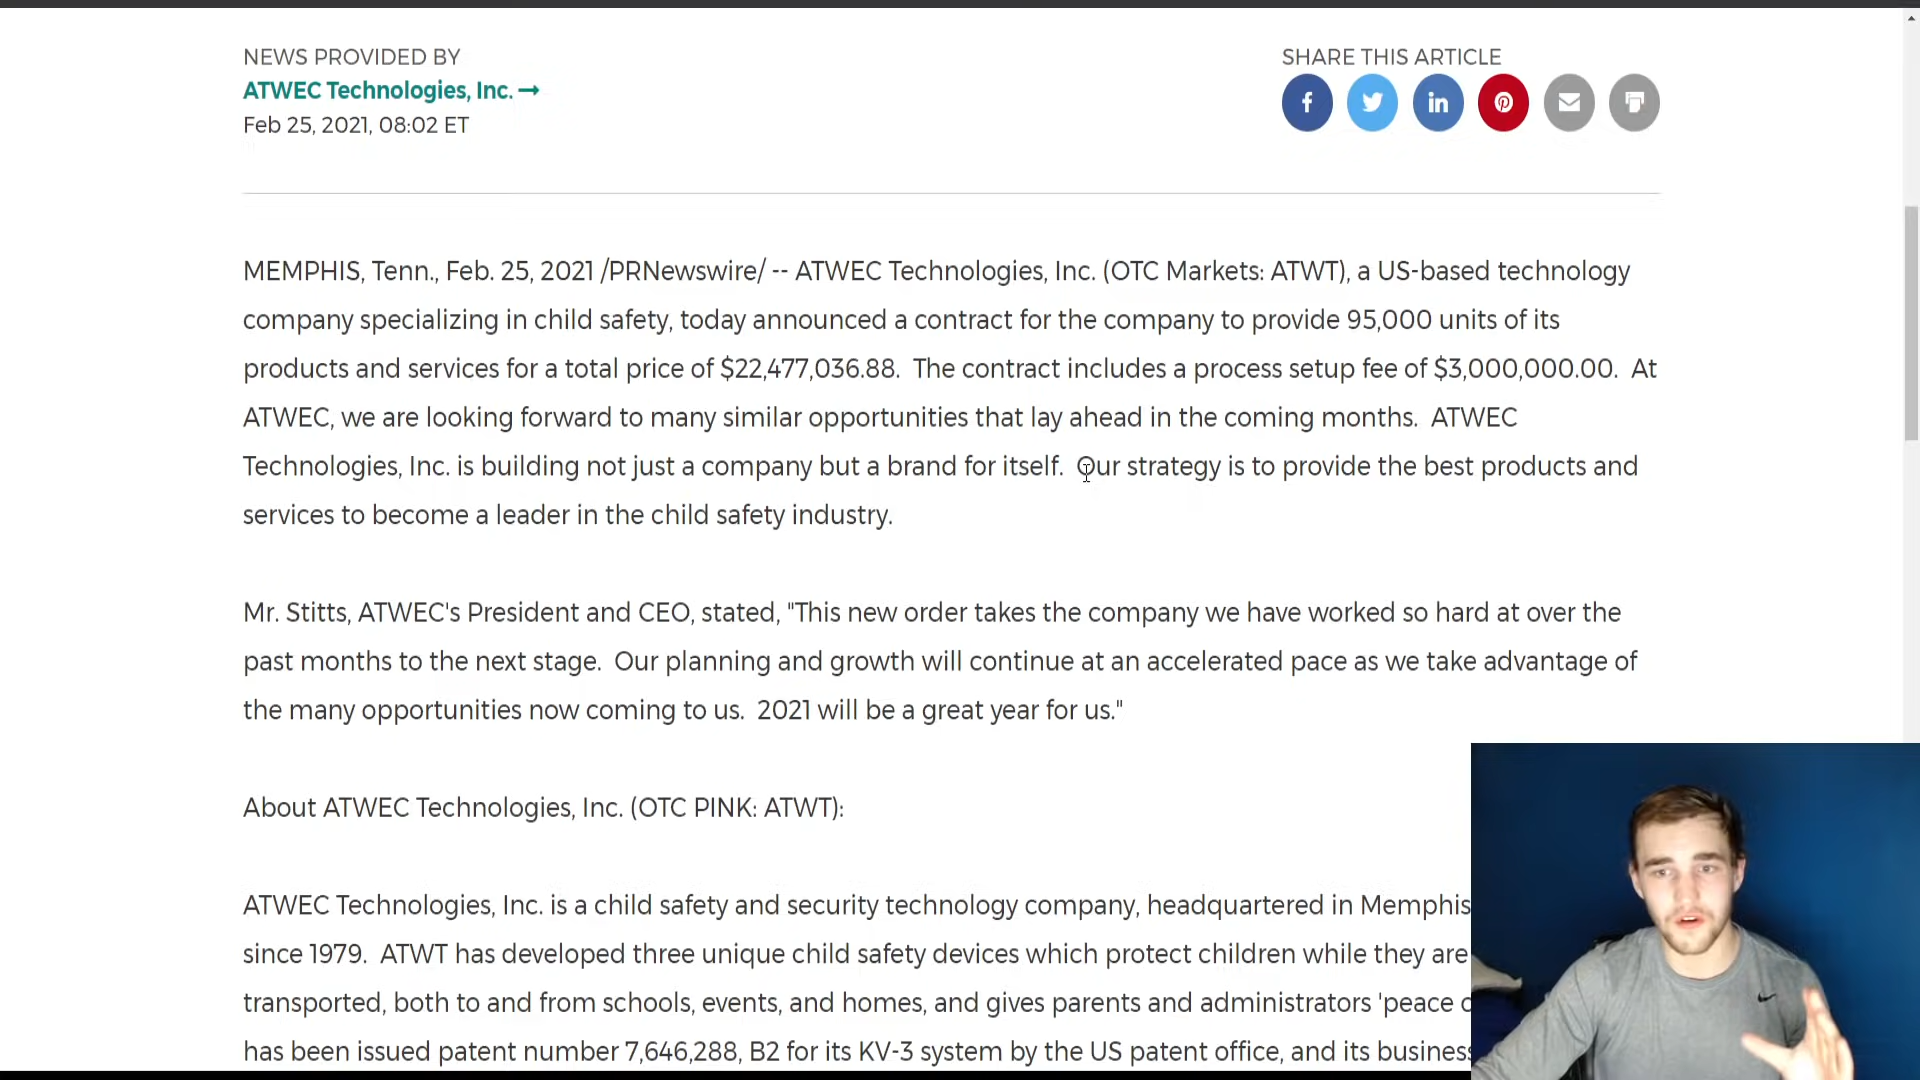 NEWS PROVIDED BY
ATWEC Technologies, Inc. →
Feb 25, 2021, 08:02 ET
SHARE THIS ARTICLE
MEMPHIS, Tenn., Feb. 25, 2021 /PRNewswire/ -- ATWEC Technologies, Inc. (OTC Markets: ATWT), a US-based technology
company specializing in child safety, today announced a contract for the company to provide 95,000 units of its
products and services for a total price of $22,477,036.88.  The contract includes a process setup fee of $3,000,000.00.  At
ATWEC, we are looking forward to many similar opportunities that lay ahead in the coming months.  ATWEC
Technologies, Inc. is building not just a company but a brand for itself.  Our strategy is to provide the best products and
services to become a leader in the child safety industry.
Mr. Stitts, ATWEC's President and CEO, stated, "This new order takes the company we have worked so hard at over the
past months to the next stage.  Our planning and growth will continue at an accelerated pace as we take advantage of
the many opportunities now coming to us.  2021 will be a great year for us."
About ATWEC Technologies, Inc. (OTC PINK: ATWT):
ATWEC Technologies, Inc. is a child safety and security technology company, headquartered in Memphis
since 1979.  ATWT has developed three unique child safety devices which protect children while they are
transported, both to and from schools, events, and homes, and gives parents and administrators 'peace
has been issued patent number 7,646,288, B2 for its KV-3 system by the US patent office, and its business